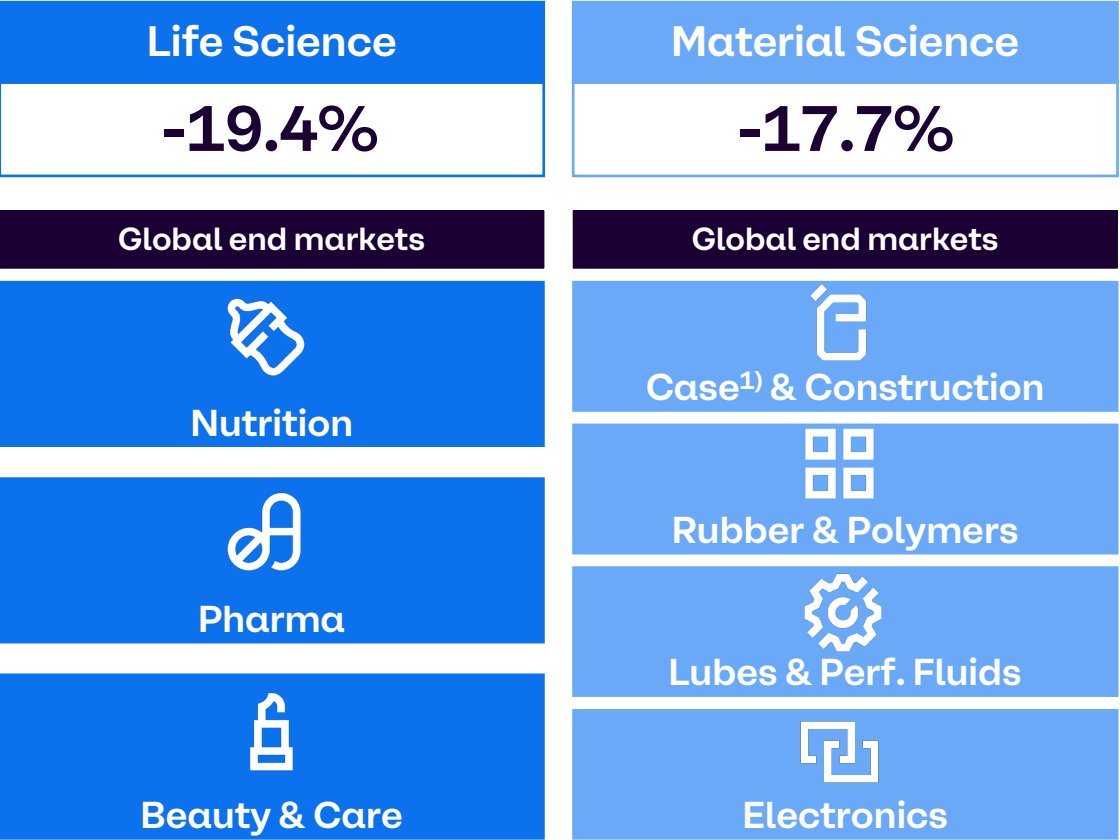 Life Science
-19.4%
Global end markets
Nutrition
Pharma
Beauty & Care
Material Science
-17.7%
Global end markets
Case¹⁾ & Construction
Rubber & Polymers
Lubes & Perf. Fluids
Electronics